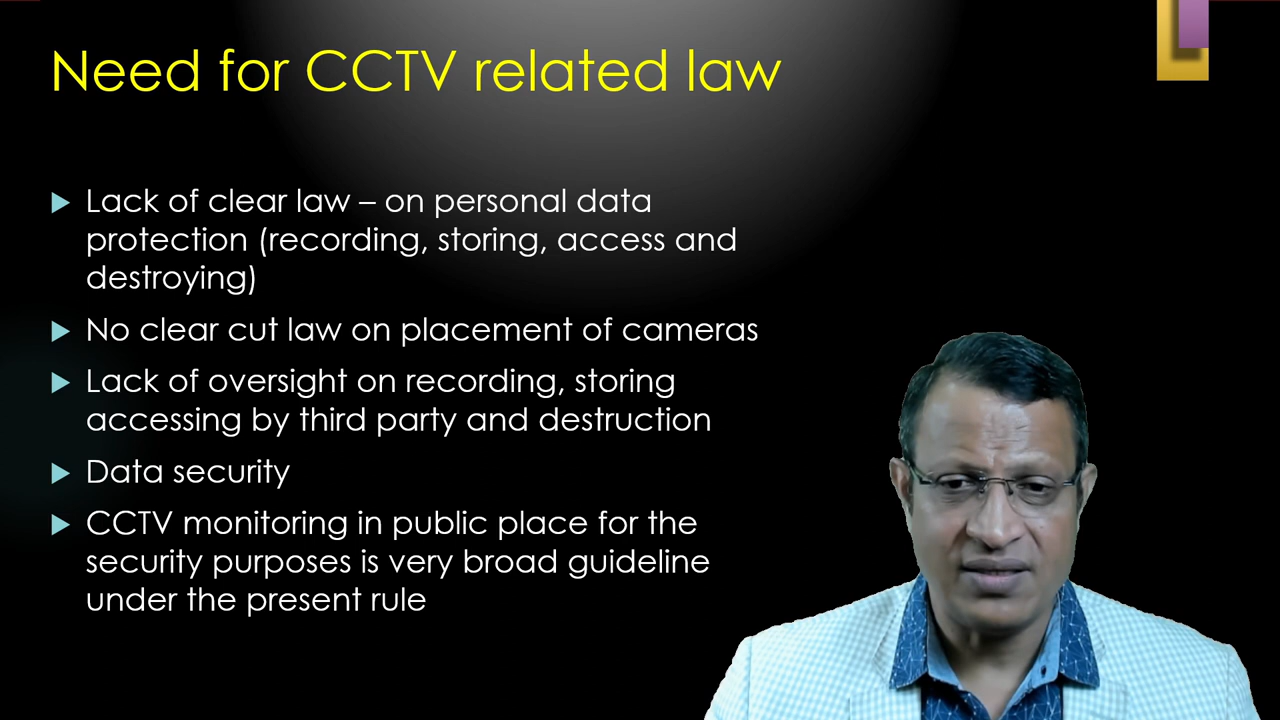 Need for CCTV related law
Lack of clear law – on personal data
protection (recording, storing, access and
destroying)
No clear cut law on placement of cameras
Lack of oversight on recording, storing
accessing by third party and destruction
Data security
CCTV monitoring in public place for the
security purposes is very broad guideline
under the present rule